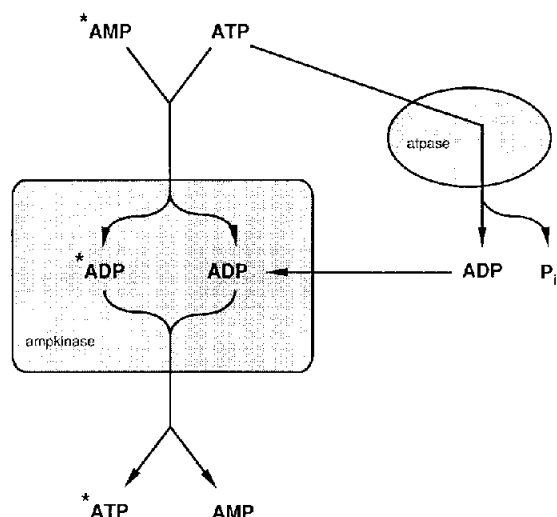 *AMP ATP
atpase
*ADP ADP ADP Pi
ampkinase
*ATP AMP